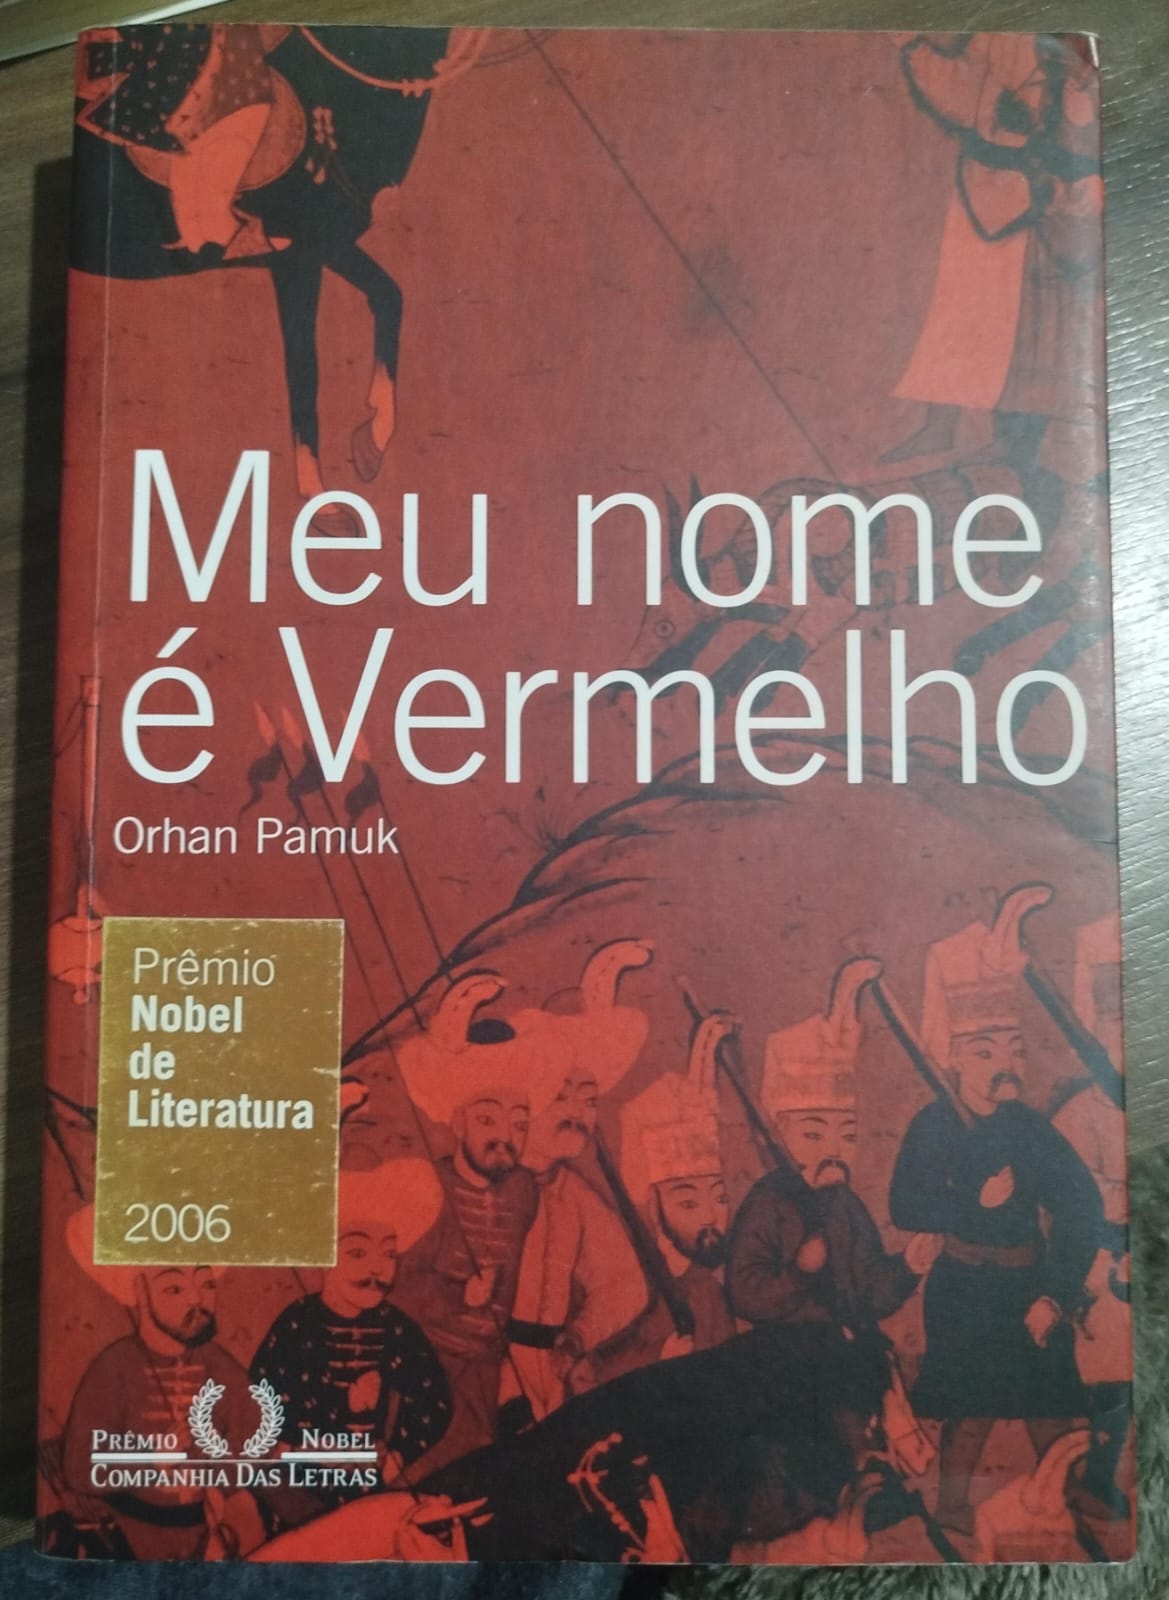 Meu nome
é Vermelho
Orhan Pamuk
Prêmio
Nobel
de
Literatura
2006
PRÊMIO NOBEL
COMPANHIA DAS LETRAS